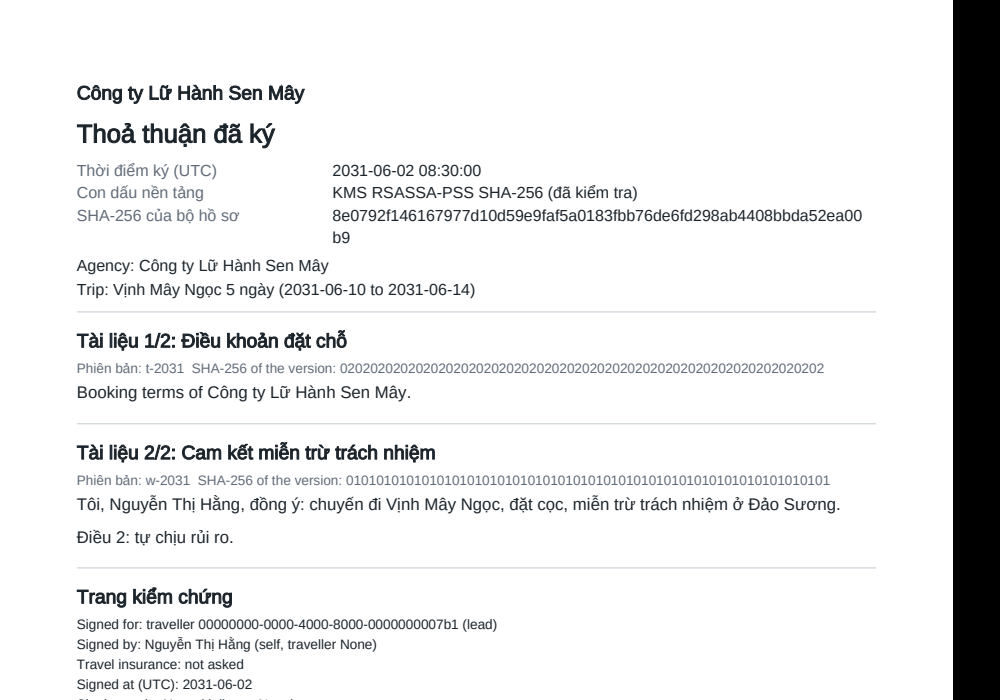 Công ty Lữ Hành Sen Mây
Thoả thuận đã ký
Thời điểm ký (UTC) 2031-06-02 08:30:00
Con dấu nền tảng KMS RSASSA-PSS SHA-256 (đã kiểm tra)
SHA-256 của bộ hồ sơ 8e0792f146167977d10d59e9faf5a0183fbb76de6fd298ab4408bbda52ea00
b9
Agency: Công ty Lữ Hành Sen Mây
Trip: Vịnh Mây Ngọc 5 ngày (2031-06-10 to 2031-06-14)
Tài liệu 1/2: Điều khoản đặt chỗ
Phiên bản: t-2031 SHA-256 of the version: 0202020202020202020202020202020202020202020202020202020202020202
Booking terms of Công ty Lữ Hành Sen Mây.
Tài liệu 2/2: Cam kết miễn trừ trách nhiệm
Phiên bản: w-2031 SHA-256 of the version: 0101010101010101010101010101010101010101010101010101010101010101
Tôi, Nguyễn Thị Hằng, đồng ý: chuyến đi Vịnh Mây Ngọc, đặt cọc, miễn trừ trách nhiệm ở Đảo Sương.
Điều 2: tự chịu rủi ro.
Trang kiểm chứng
Signed for: traveller 00000000-0000-4000-8000-0000000007b1 (lead)
Signed by: Nguyễn Thị Hằng (self, traveller None)
Travel insurance: not asked
Signed at (UTC): 2031-06-02